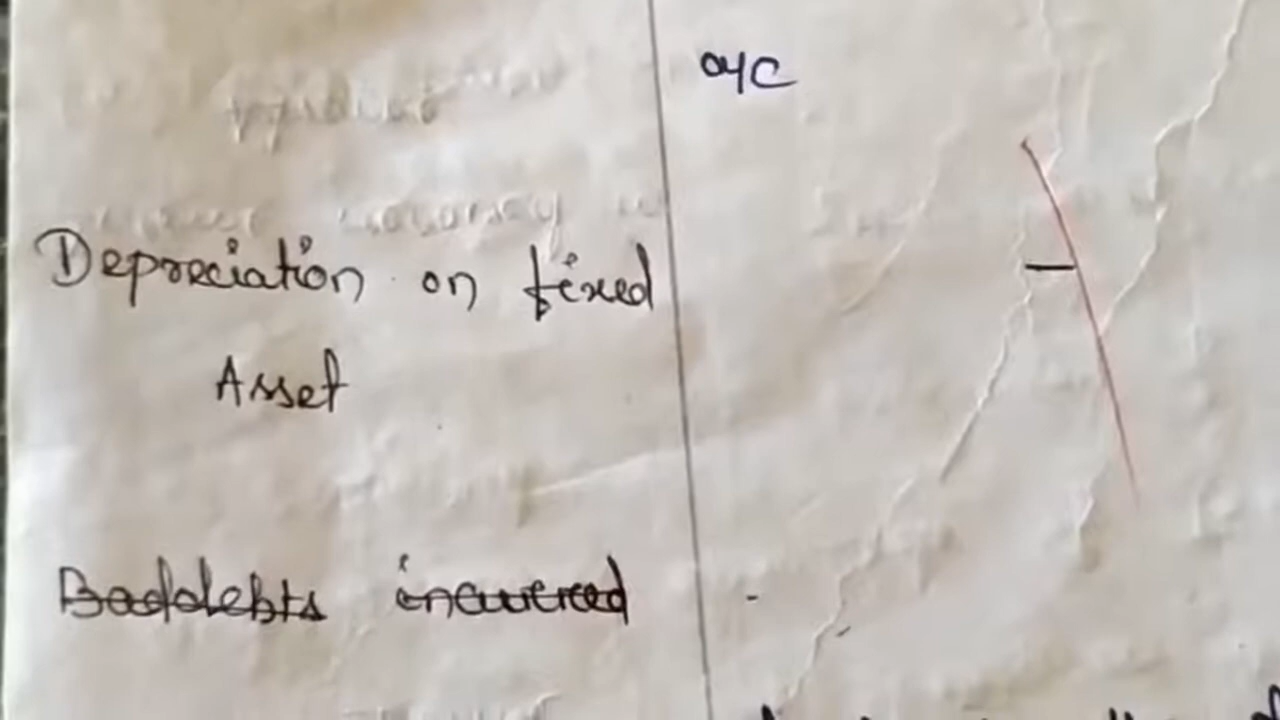 a/c
Depreciation on fixed
Asset
Baddebts incurred